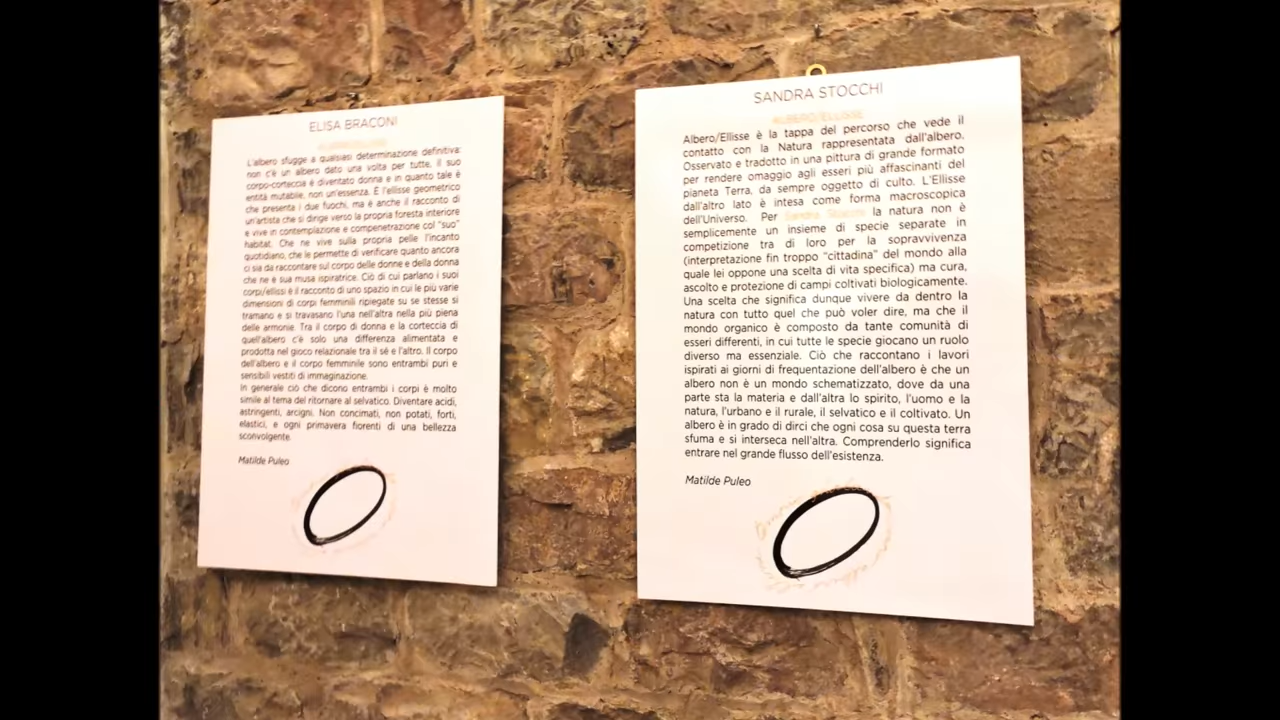 ELISA BRACONI
L'albero sfugge a qualsiasi determinazione definitiva:
non c'è un albero dato una volta per tutte, il suo
corpo-corteccia è diventato donna e in quanto tale è
entità mutabile, non un'essenza. È l'ellisse geometrico
che presenta i due fuochi, ma è anche il racconto di
un'artista che si dirige verso la propria foresta interiore
e vive in contemplazione e compenetrazione col "suo"
habitat. Che ne vive sulla propria pelle l'incanto
quotidiano, che le permette di verificare quanto ancora
ci sia da raccontare sul corpo delle donne e della donna
che ne è sua musa ispiratrice. Ciò di cui parlano i suoi
corpi/ellissi è il racconto di uno spazio in cui le più varie
dimensioni di corpi femminili ripiegate su se stesse si
tramano e si travasano l'una nell'altra nella più piena
delle armonie. Tra il corpo di donna e la corteccia di
quell'albero c'è solo una differenza alimentata e
prodotta nel gioco relazionale tra il sé e l'altro. Il corpo
dell'albero e il corpo femminile sono entrambi puri e
sensibili vestiti di immaginazione.
In generale ciò che dicono entrambi i corpi è molto
simile al tema del ritornare al selvatico. Diventare acidi,
astringenti, arcigni. Non concimati, non potati, forti,
elastici, e ogni primavera fiorenti di una bellezza
sconvolgente.
Matilde Puleo
SANDRA STOCCHI
ALBERO/ELLISSE
Albero/Ellisse è la tappa del percorso che vede il
contatto con la Natura rappresentata dall'albero.
Osservato e tradotto in una pittura di grande formato
per rendere omaggio agli esseri più affascinanti del
pianeta Terra, da sempre oggetto di culto. L'Ellisse
dall'altro lato è intesa come forma macroscopica
dell'Universo. Per Sandra Stocchi la natura non è
semplicemente un insieme di specie separate in
competizione tra di loro per la sopravvivenza
(interpretazione fin troppo "cittadina" del mondo alla
quale lei oppone una scelta di vita specifica) ma cura,
ascolto e protezione di campi coltivati biologicamente.
Una scelta che significa dunque vivere da dentro la
natura con tutto quel che può voler dire, ma che il
mondo organico è composto da tante comunità di
esseri differenti, in cui tutte le specie giocano un ruolo
diverso ma essenziale. Ciò che raccontano i lavori
ispirati ai giorni di frequentazione dell'albero è che un
albero non è un mondo schematizzato, dove da una
parte sta la materia e dall'altra lo spirito, l'uomo e la
natura, l'urbano e il rurale, il selvatico e il coltivato. Un
albero è in grado di dirci che ogni cosa su questa terra
sfuma e si interseca nell'altra. Comprenderlo significa
entrare nel grande flusso dell'esistenza.
Matilde Puleo